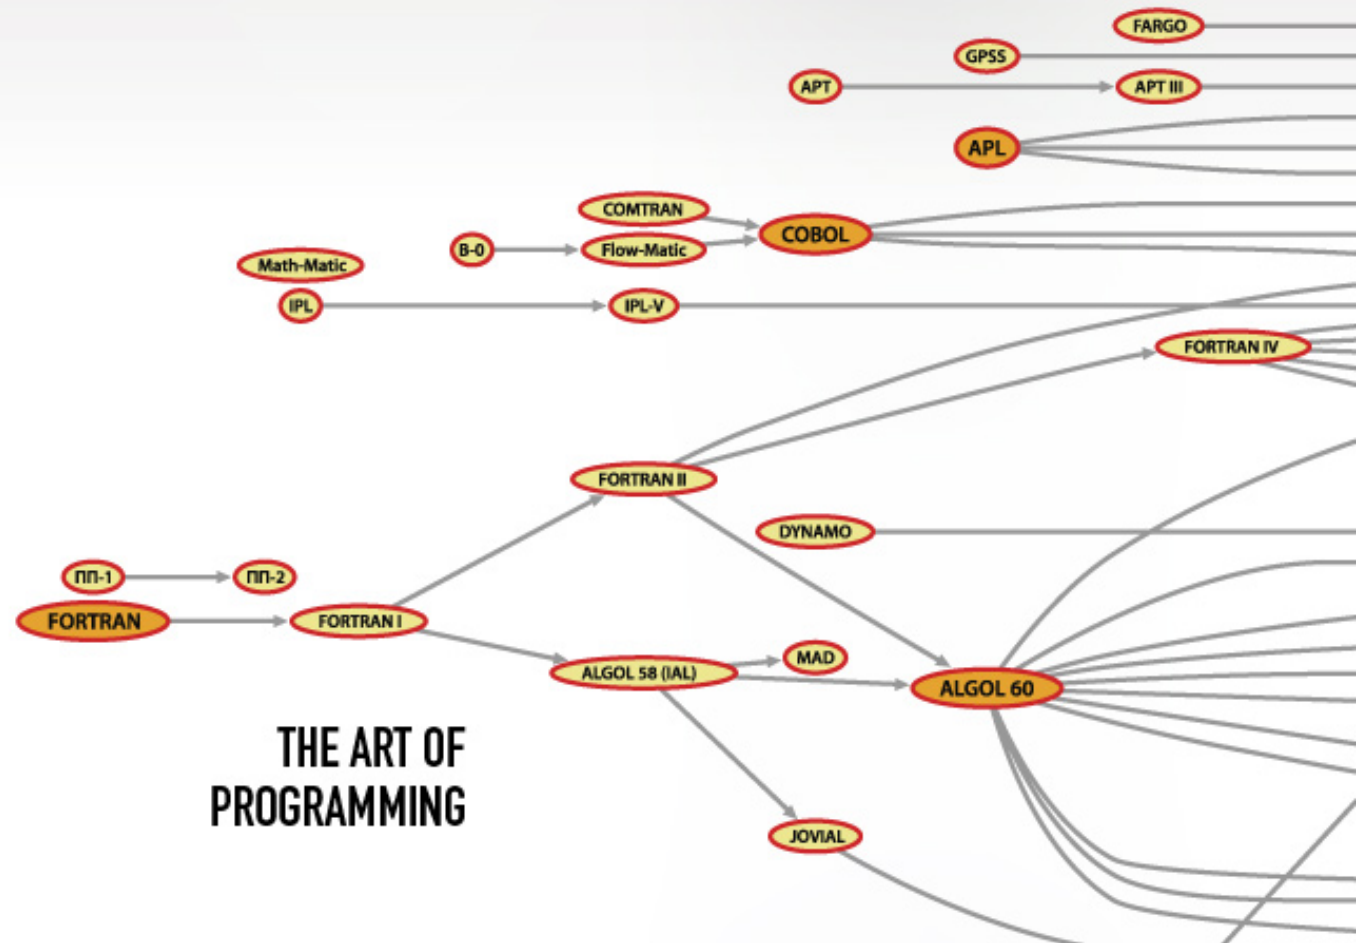 FARGO
GPSS
APT
APT III
APL
COMTRAN
COBOL
B-0
Flow-Matic
Math-Matic
IPL
IPL-V
FORTRAN IV
FORTRAN II
DYNAMO
ПП-1
ПП-2
FORTRAN
FORTRAN I
MAD
ALGOL 58 (IAL)
ALGOL 60
THE ART OF
PROGRAMMING
JOVIAL